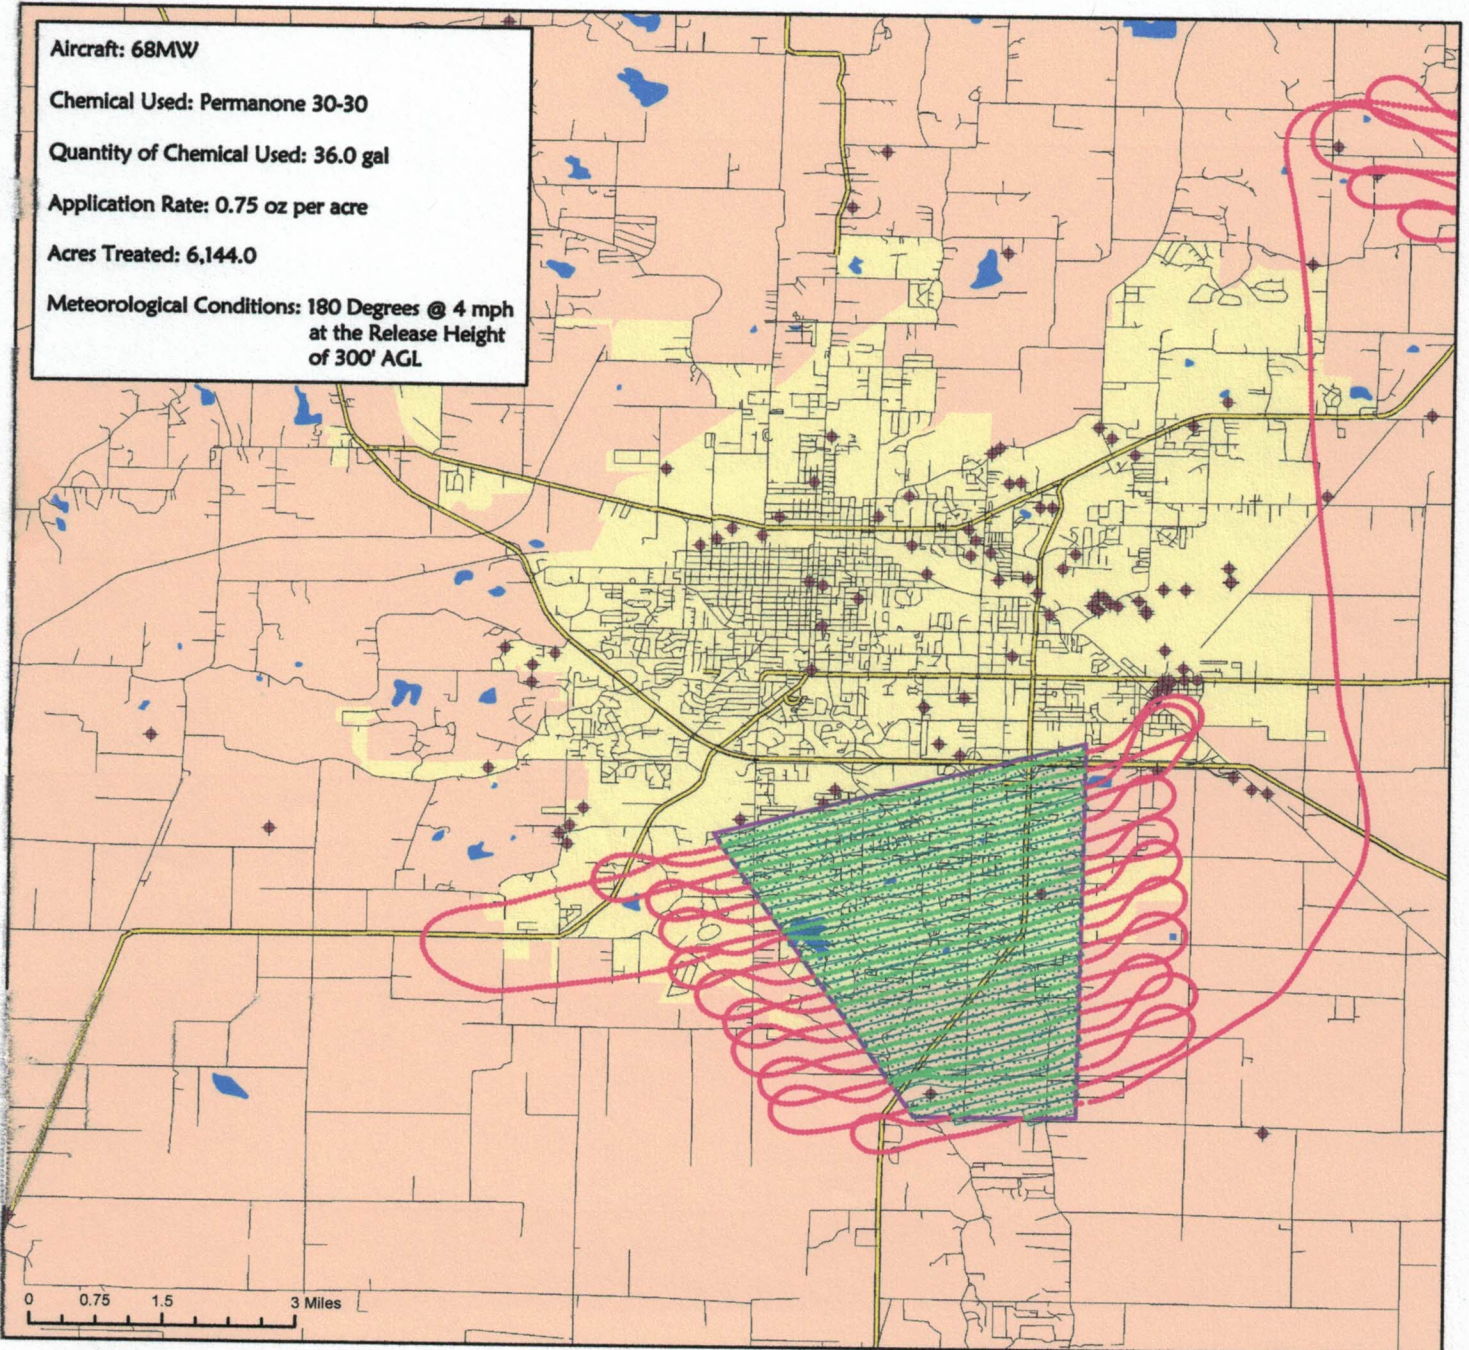 Aircraft: 68MW
Chemical Used: Permanone 30-30
Quantity of Chemical Used: 36.0 gal
Application Rate: 0.75 oz per acre
Acres Treated: 6,144.0
Meteorological Conditions: 180 Degrees @ 4 mph
at the Release Height
of 300' AGL
0 0.75 1.5 3 Miles